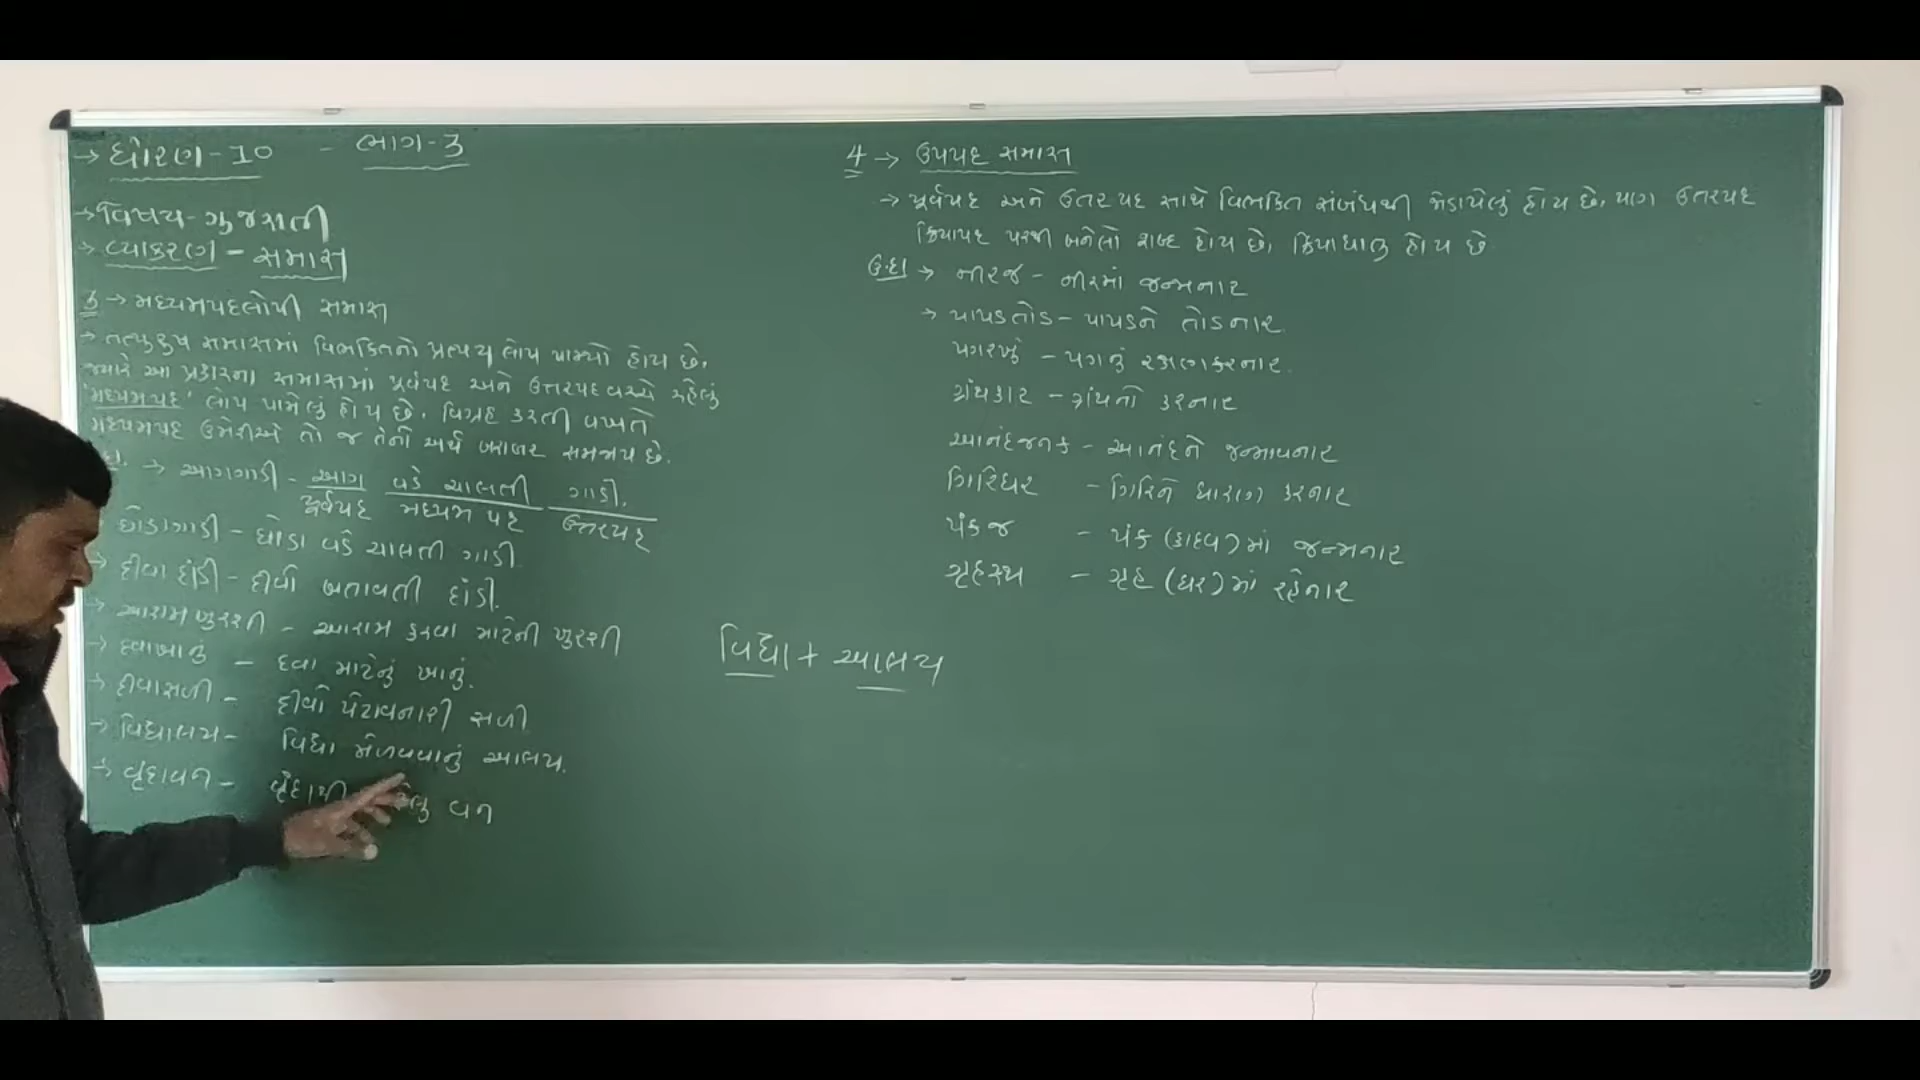 → ધોરણ-10 - ભાગ-3
→ વિષય-ગુજરાતી
→ વ્યાકરણ - સમાસ
3 → મધ્યમપદલોપી સમાસ
→ તત્પુરુષ સમાસમાં વિભક્તિનો પ્રત્યય લોપ પામ્યો હોય છે,
જ્યારે આ પ્રકારના સમાસમાં પૂર્વપદ અને ઉત્તરપદ વચ્ચે રહેલું
'મધ્યમપદ' લોપ પામેલું હોય છે. વિગ્રહ કરતી વખતે
મધ્યમપદ ઉમેરીએ તો જ તેનો અર્થ બરાબર સમજાય છે.
→ આગગાડી - આગ વડે ચાલતી ગાડી.
પૂર્વપદ મધ્યમ પદ ઉત્તરપદ
ઘોડાગાડી - ઘોડા વડે ચાલતી ગાડી.
→ દીવાદાંડી - દીવો બતાવતી દાંડી.
→ આરામખુરશી - આરામ કરવા માટેની ખુરશી
→ દવાખાનું - દવા માટેનું ખાનું.
→ દીવાસળી - દીવો પેટાવનારી સળી
→ વિદ્યાલય - વિદ્યા મેળવવાનું આલય.
→ વૃંદાવન - વૃંદાથી વન
વિદ્યા + આલય
4 → ઉપપદ સમાસ
→ પૂર્વપદ અને ઉતરપદ સાથે વિભક્તિ સંબંધથી જોડાયેલું હોય છે, પણ ઉતરપદ
ક્રિયાપદ પરથી બનેલો શબ્દ હોય છે, ક્રિયાધાતુ હોય છે
ઉ.દા → નીરજ - નીરમાં જન્મનાર
→ પાપડતોડ - પાપડને તોડનાર.
પગરખું - પગનું રક્ષણ કરનાર.
ગ્રંથકાર - ગ્રંથનો કરનાર
આનંદજનક - આનંદને જન્માવનાર
ગિરિધર - ગિરિને ધારણ કરનાર
પંકજ - પંક (કાદવ) માં જન્મનાર
ગૃહસ્થ - ગૃહ (ઘર) માં રહેનાર